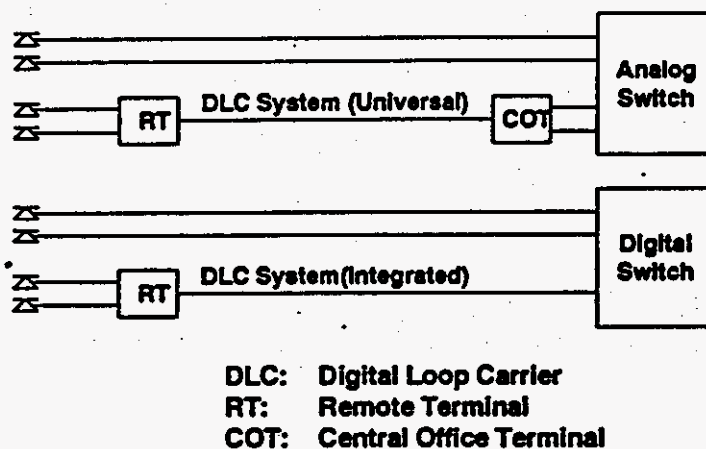 Analog
Switch
DLC System (Universal)
RT
COT
Digital
Switch
DLC System(Integrated)
RT
DLC: Digital Loop Carrier
RT: Remote Terminal
COT: Central Office Terminal